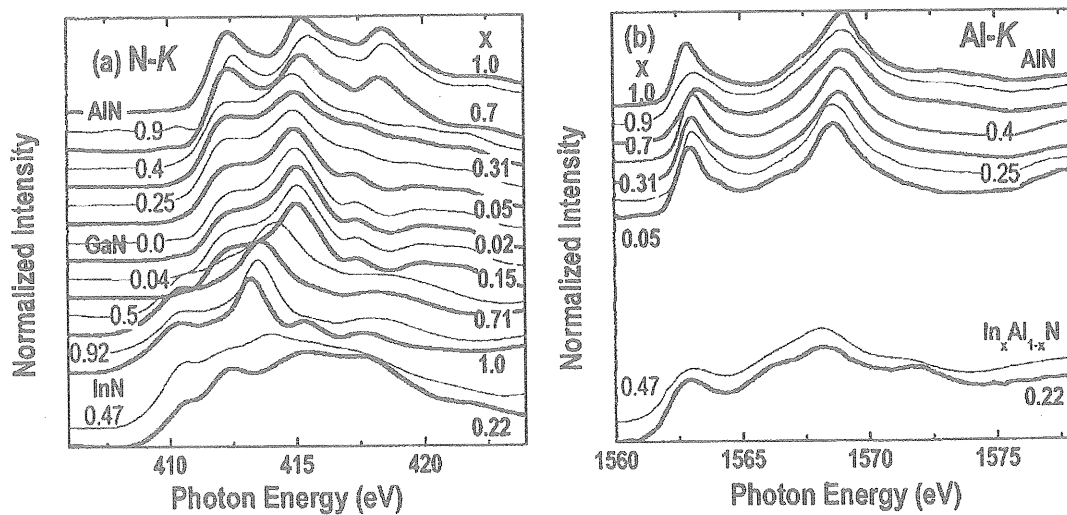 Normalized Intensity
(a) N-K
x
1.0
AlN
0.9
0.7
0.4
0.31
0.25
0.05
GaN
0.0
0.02
0.04
0.15
0.5
0.71
0.92
1.0
InN
0.47
0.22
410 415 420
Photon Energy (eV)
Normalized Intensity
(b)
Al-K
x
AlN
1.0
0.9
0.4
0.7
0.25
0.31
0.05
InxAl1-xN
0.47
0.22
1560 1565 1570 1575
Photon Energy (eV)